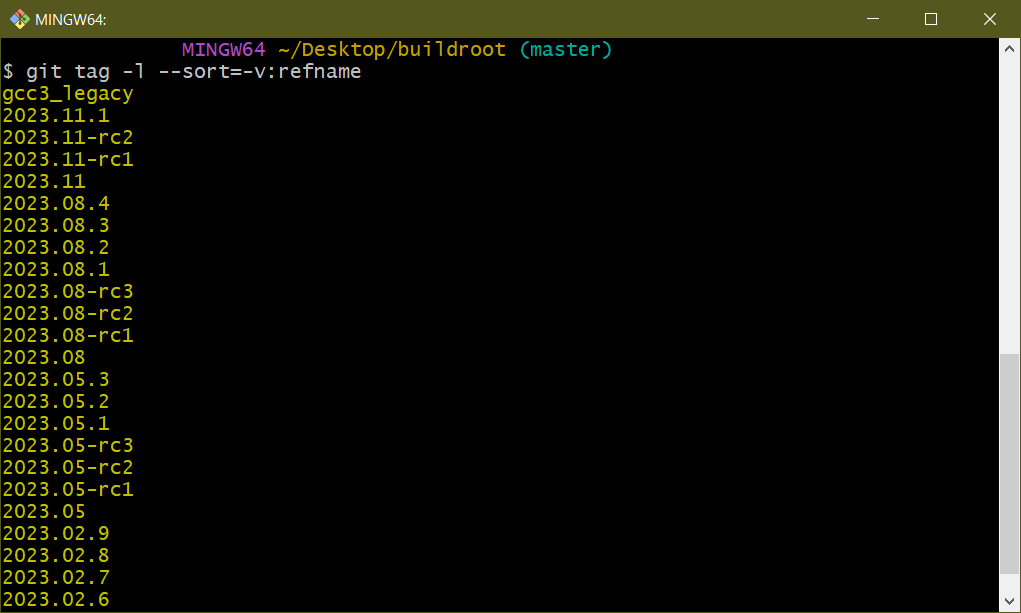 MINGW64:
MINGW64 ~/Desktop/buildroot (master)
$ git tag -l --sort=-v:refname
gcc3_legacy
2023.11.1
2023.11-rc2
2023.11-rc1
2023.11
2023.08.4
2023.08.3
2023.08.2
2023.08.1
2023.08-rc3
2023.08-rc2
2023.08-rc1
2023.08
2023.05.3
2023.05.2
2023.05.1
2023.05-rc3
2023.05-rc2
2023.05-rc1
2023.05
2023.02.9
2023.02.8
2023.02.7
2023.02.6